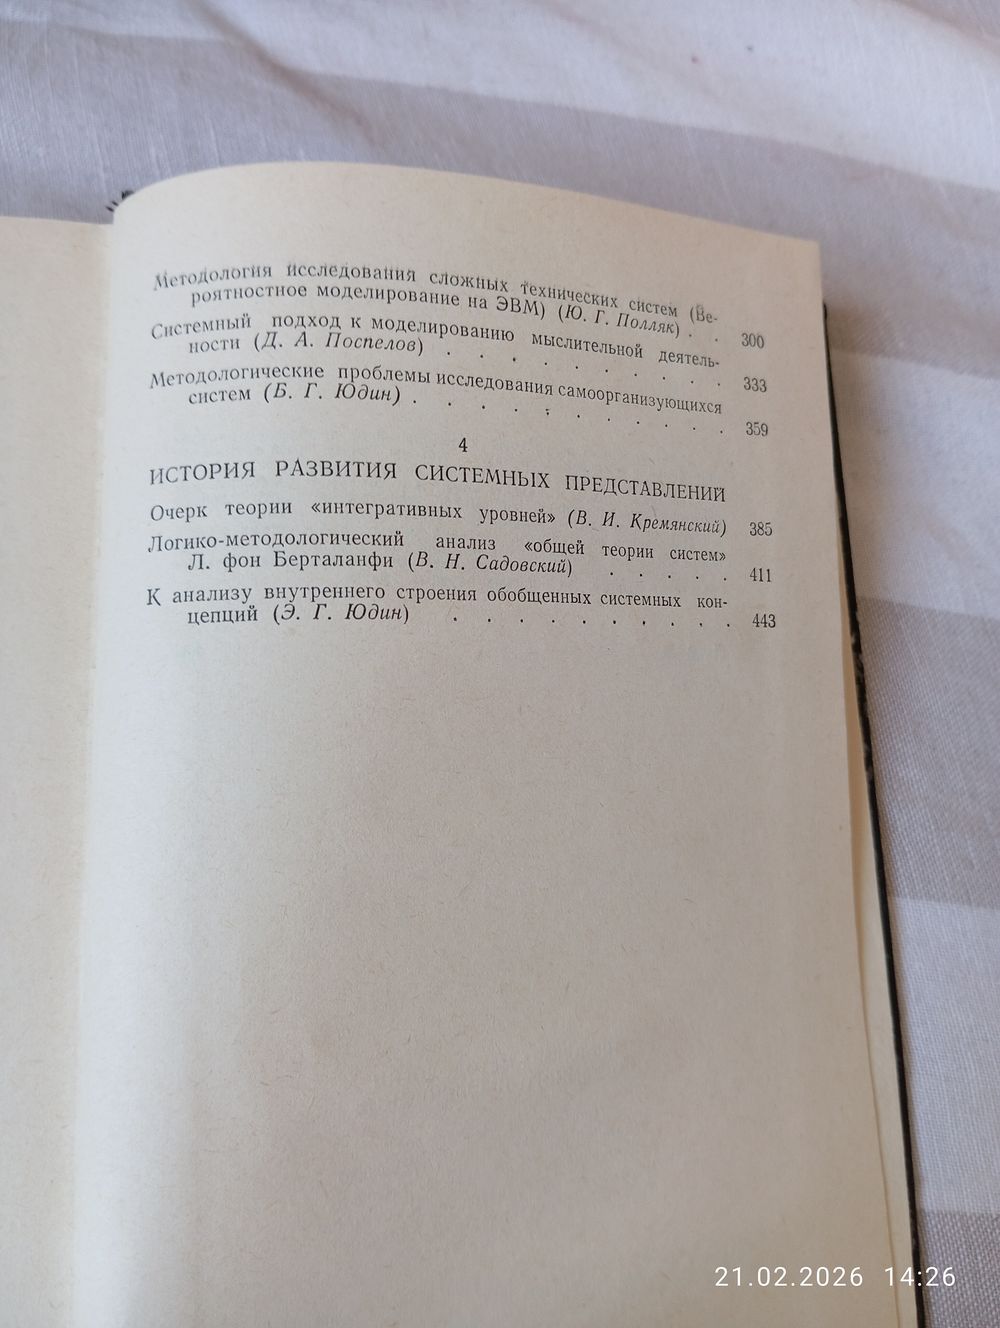 Методология исследования сложных технических систем (Ве-
роятностное моделирование на ЭВМ) (Ю. Г. Полляк) . . 300
Системный подход к моделированию мыслительной деятель-
ности (Д. А. Поспелов) . . . . . . . . . 333
Методологические проблемы исследования самоорганизующихся
систем (Б. Г. Юдин) . . . . . . . . . . 359
4
ИСТОРИЯ РАЗВИТИЯ СИСТЕМНЫХ ПРЕДСТАВЛЕНИЙ
Очерк теории «интегративных уровней» (В. И. Кремянский) 385
Логико-методологический анализ «общей теории систем»
Л. фон Берталанфи (В. Н. Садовский) . . . . . 411
К анализу внутреннего строения обобщенных системных кон-
цепций (Э. Г. Юдин) . . . . . . . . . . 443
21.02.2026 14:26